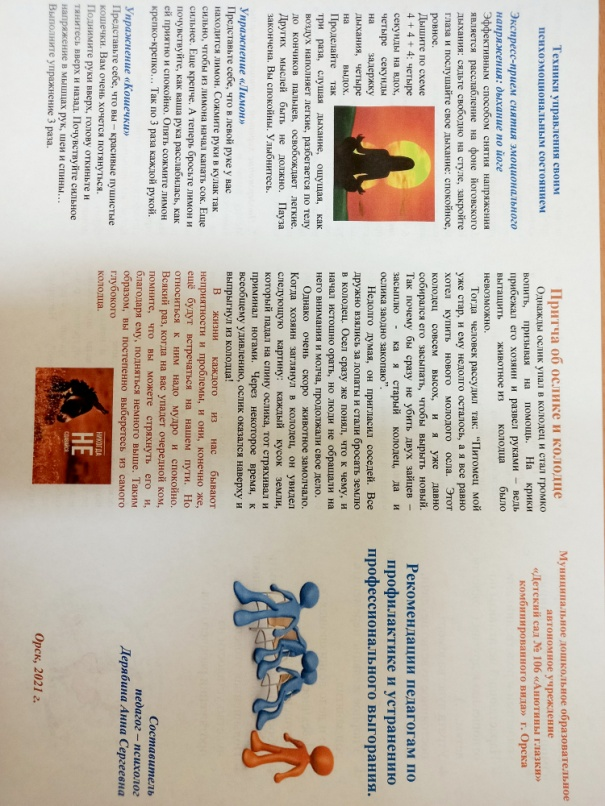 Техники управления своим
психоэмоциональным состоянием
Экспресс-прием снятия эмоционального
напряжения: дыхание по йоге
Эффективным способом снятия напряжения
является расслабление на фоне йоговского
дыхания: сядьте свободно на стуле, закройте
глаза и послушайте свое дыхание: спокойное,
ровное.
Дышите по схеме
4 + 4 + 4: четыре
секунды на вдох,
четыре секунды
на задержку
дыхания, четыре
на выдох.
Проделайте так
три раза, слушая дыхание, ощущая, как
воздух наполняет легкие, разбегается по телу
до кончиков пальцев, освобождает легкие.
Других мыслей быть не должно. Пауза
закончена. Вы спокойны. Улыбнитесь.
Упражнение «Лимон»
Представьте себе, что в левой руке у вас
находится лимон. Сожмите руки в кулак так
сильно, чтобы из лимона начал капать сок. Еще
сильнее. Еще крепче. А теперь бросьте лимон и
почувствуйте, как ваша рука расслабилась, как
ей приятно и спокойно. Опять сожмите лимон
крепко-крепко… Так по 3 раза каждой рукой.
Упражнение «Кошечки»
Представьте себе, что вы – красивые пушистые
кошечки. Вам очень хочется потянуться.
Поднимите руки вверх, голову откиньте и
тянитесь вверх и назад. Почувствуйте сильное
напряжение в мышцах рук, шеи и спины…
Выполните упражнение 3 раза.
Притча об ослике и колодце
Однажды ослик упал в колодец и стал громко
вопить, призывая на помощь. На крики
прибежал его хозяин и развел руками – ведь
вытащить животное из колодца было
невозможно.
Тогда человек рассудил так: “Питомец мой
уже стар, и ему недолго осталось, а я все равно
хотел купить нового молодого осла. Этот
колодец совсем высох, и я уже давно
собирался его засыпать, чтобы вырыть новый.
Так почему бы сразу не убить двух зайцев –
засыплю - ка я старый колодец, да и
ослика заодно закопаю”.
Недолго думая, он пригласил соседей. Все
дружно взялись за лопаты и стали бросать землю
в колодец. Осел сразу же понял, что к чему, и
начал истошно орать, но люди не обращали на
него внимания и молча, продолжали свое дело.
Однако очень скоро животное замолчало.
Когда хозяин заглянул в колодец, он увидел
следующую картину: каждый кусок земли,
который падал на спину ослика, тот стряхивал и
приминал ногами. Через некоторое время, к
всеобщему удивлению, ослик оказался наверху и
выпрыгнул из колодца!
В жизни каждого из нас бывают
неприятности и проблемы, и они, конечно же,
ещё будут встречаться на нашем пути. Но
относиться к ним надо мудро и спокойно.
Всякий раз, когда на вас упадет очередной ком,
помните, что вы можете стряхнуть его и,
благодаря ему, подняться немного выше. Таким
образом, вы постепенно выберетесь из самого
глубокого
колодца.
НИКОГДА
НЕ
СДАВАЙСЯ
Муниципальное дошкольное образовательное
автономное учреждение
«Детский сад № 106 «Анютины глазки»
комбинированного вида» г. Орска
Рекомендации педагогам по
профилактике и устранению
профессионального выгорания.
Составитель
педагог – психолог
Дерябина Анна Сергеевна
Орск, 2021 г.